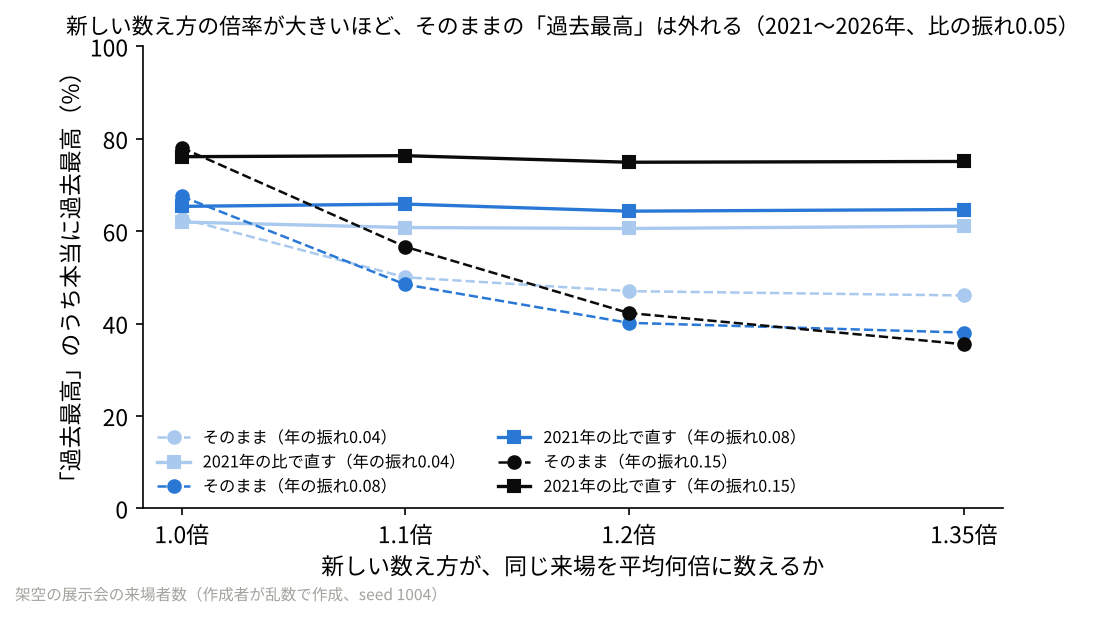 新しい数え方の倍率が大きいほど、そのままの「過去最高」は外れる（2021～2026年、比の振れ0.05）
「過去最高」のうち本当に過去最高（%）
100
80
60
40
20
0
そのまま（年の振れ0.04）
2021年の比で直す（年の振れ0.04）
そのまま（年の振れ0.08）
2021年の比で直す（年の振れ0.08）
そのまま（年の振れ0.15）
2021年の比で直す（年の振れ0.15）
1.0倍
1.1倍
1.2倍
1.35倍
新しい数え方が、同じ来場を平均何倍に数えるか
架空の展示会の来場者数（作成者が乱数で作成、seed 1004）